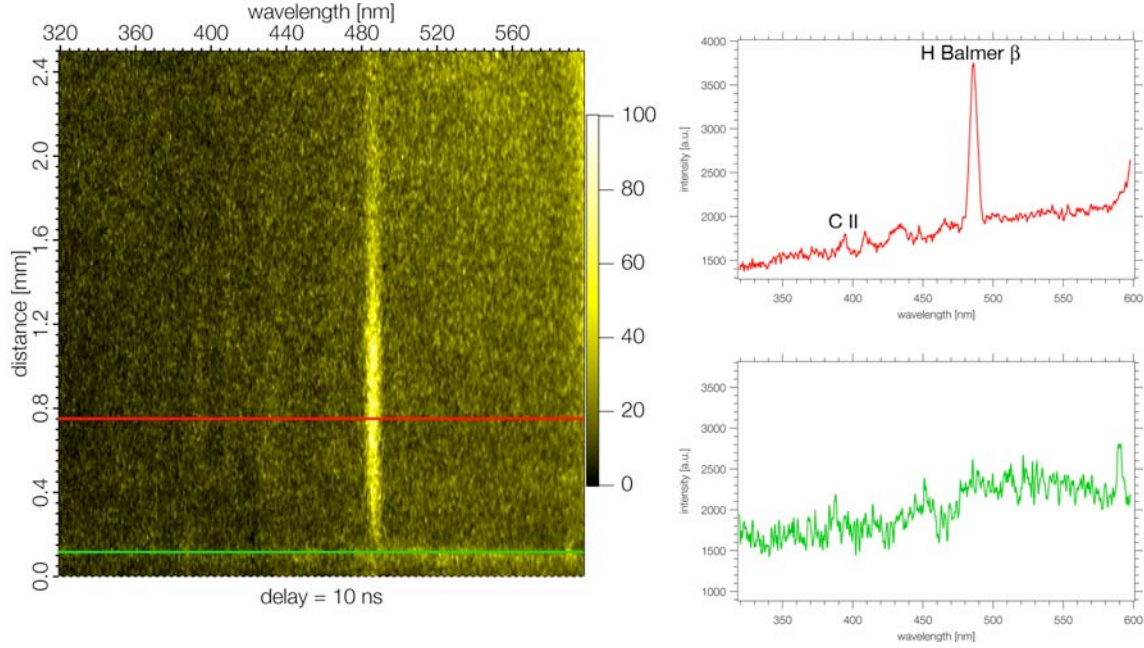 wavelength [nm]
320 360 400 440 480 520 560
distance [mm]
2.4
2.0
1.6
1.2
0.8
0.4
0.0
100
80
60
40
20
0
delay = 10 ns
4000
3500
3000
2500
2000
1500
intensity [a.u.]
H Balmer β
C II
350 400 450 500 550 600
wavelength [nm]
3500
3000
2500
2000
1500
1000
intensity [a.u.]
350 400 450 500 550 600
wavelength [nm]